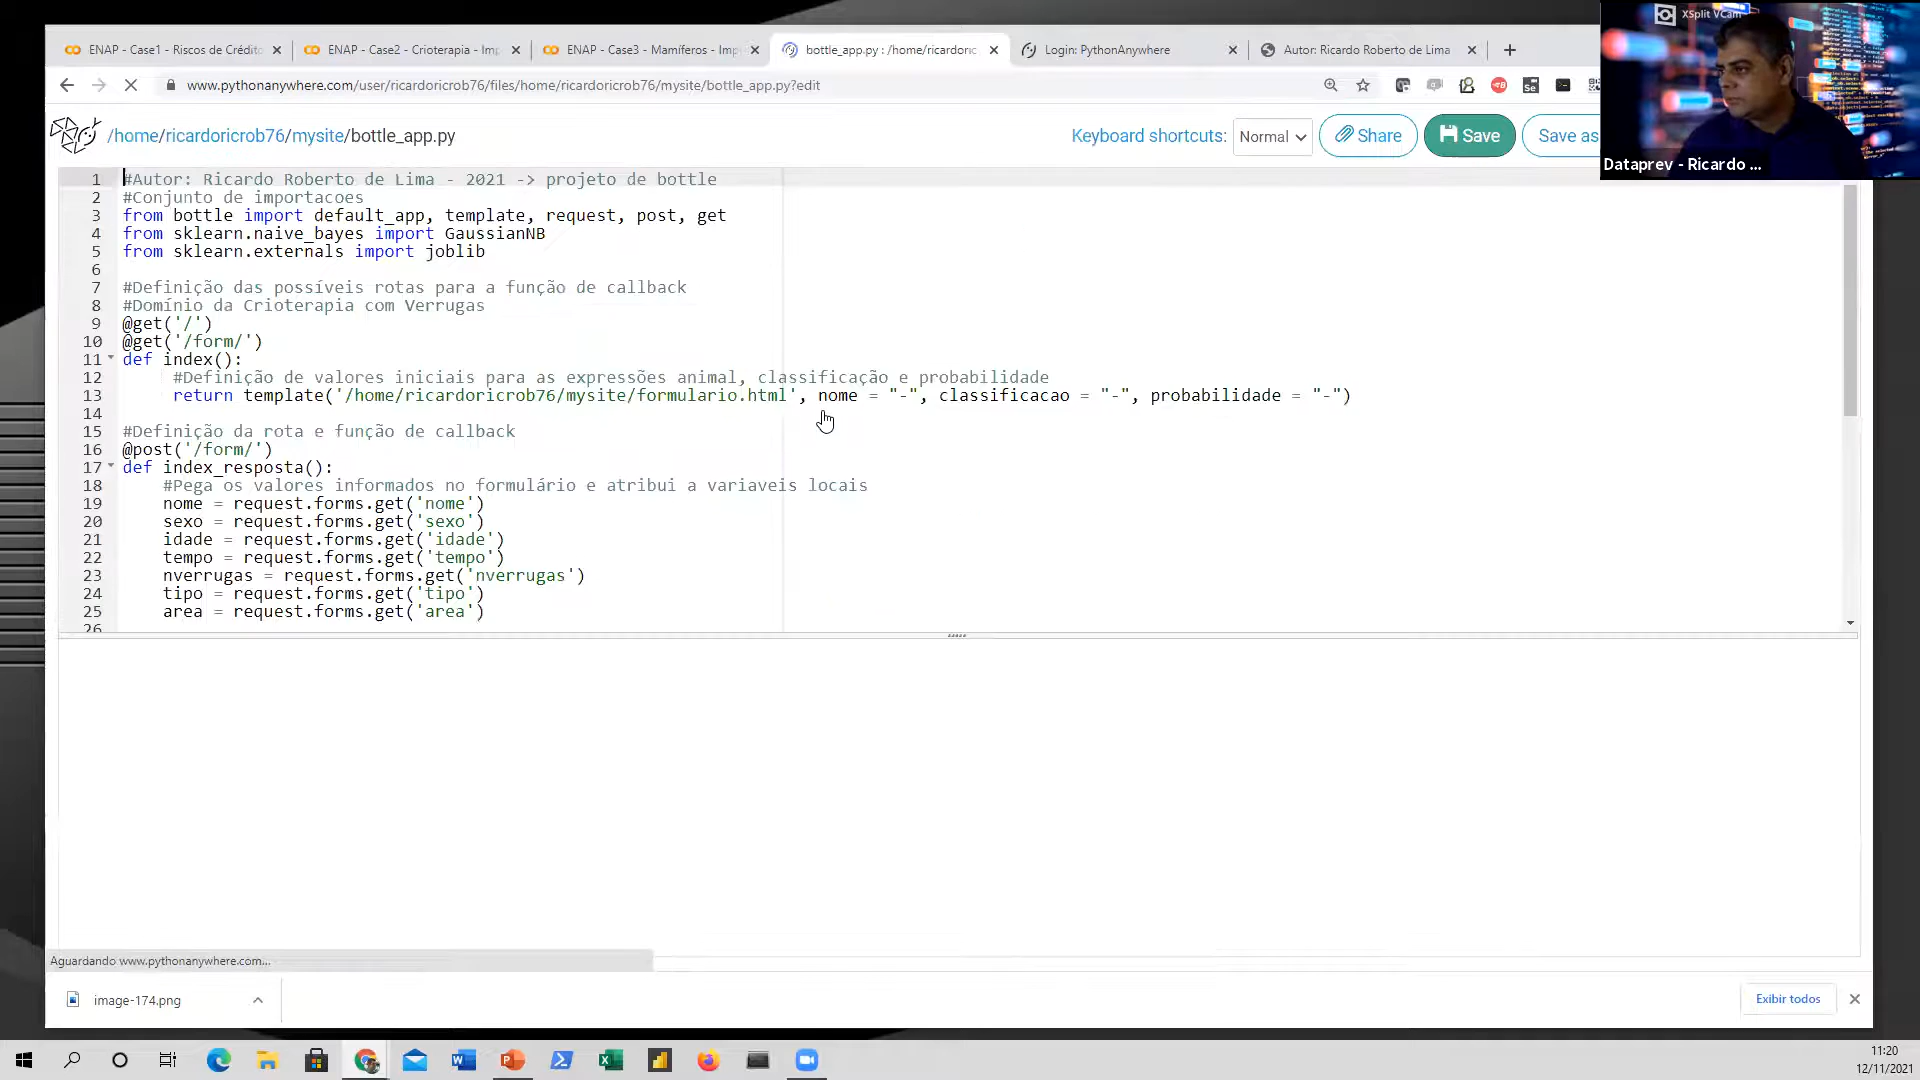 ENAP - Case1 - Riscos de Crédito
ENAP - Case2 - Crioterapia - Imp
ENAP - Case3 - Mamíferos - Impl
bottle_app.py : /home/ricardoric
Login: PythonAnywhere
Autor: Ricardo Roberto de Lima
XSplit VCam
www.pythonanywhere.com/user/ricardoricrob76/files/home/ricardoricrob76/mysite/bottle_app.py?edit
/home/ricardoricrob76/mysite/bottle_app.py
Keyboard shortcuts:
Normal
Share
Save
Save as
Dataprev - Ricardo ...
1 #Autor: Ricardo Roberto de Lima - 2021 -> projeto de bottle
2 #Conjunto de importacoes
3 from bottle import default_app, template, request, post, get
4 from sklearn.naive_bayes import GaussianNB
5 from sklearn.externals import joblib
6
7 #Definição das possíveis rotas para a função de callback
8 #Domínio da Crioterapia com Verrugas
9 @get('/')
10 @get('/form/')
11 def index():
12 #Definição de valores iniciais para as expressões animal, classificação e probabilidade
13 return template('/home/ricardoricrob76/mysite/formulario.html', nome = "-", classificacao = "-", probabilidade = "-")
14
15 #Definição da rota e função de callback
16 @post('/form/')
17 def index_resposta():
18 #Pega os valores informados no formulário e atribui a variaveis locais
19 nome = request.forms.get('nome')
20 sexo = request.forms.get('sexo')
21 idade = request.forms.get('idade')
22 tempo = request.forms.get('tempo')
23 nverrugas = request.forms.get('nverrugas')
24 tipo = request.forms.get('tipo')
25 area = request.forms.get('area')
26
Aguardando www.pythonanywhere.com...
image-174.png
Exibir todos
11:20
12/11/2021